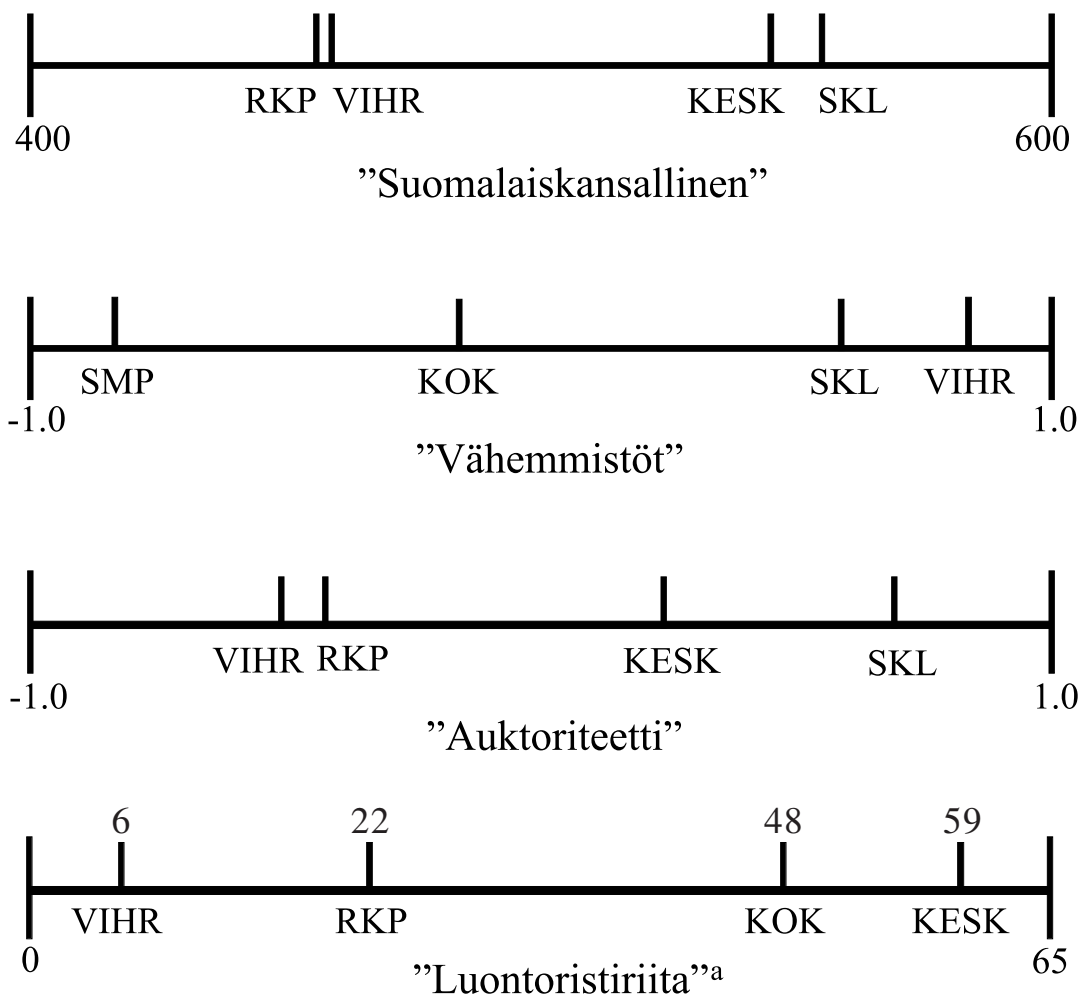 RKP VIHR KESK SKL
400 600
”Suomalaiskansallinen”
SMP KOK SKL VIHR
-1.0 1.0
”Vähemmistöt”
VIHR RKP KESK SKL
-1.0 1.0
”Auktoriteetti”
6 22 48 59
VIHR RKP KOK KESK
0 65
”Luontoristiriita”ª